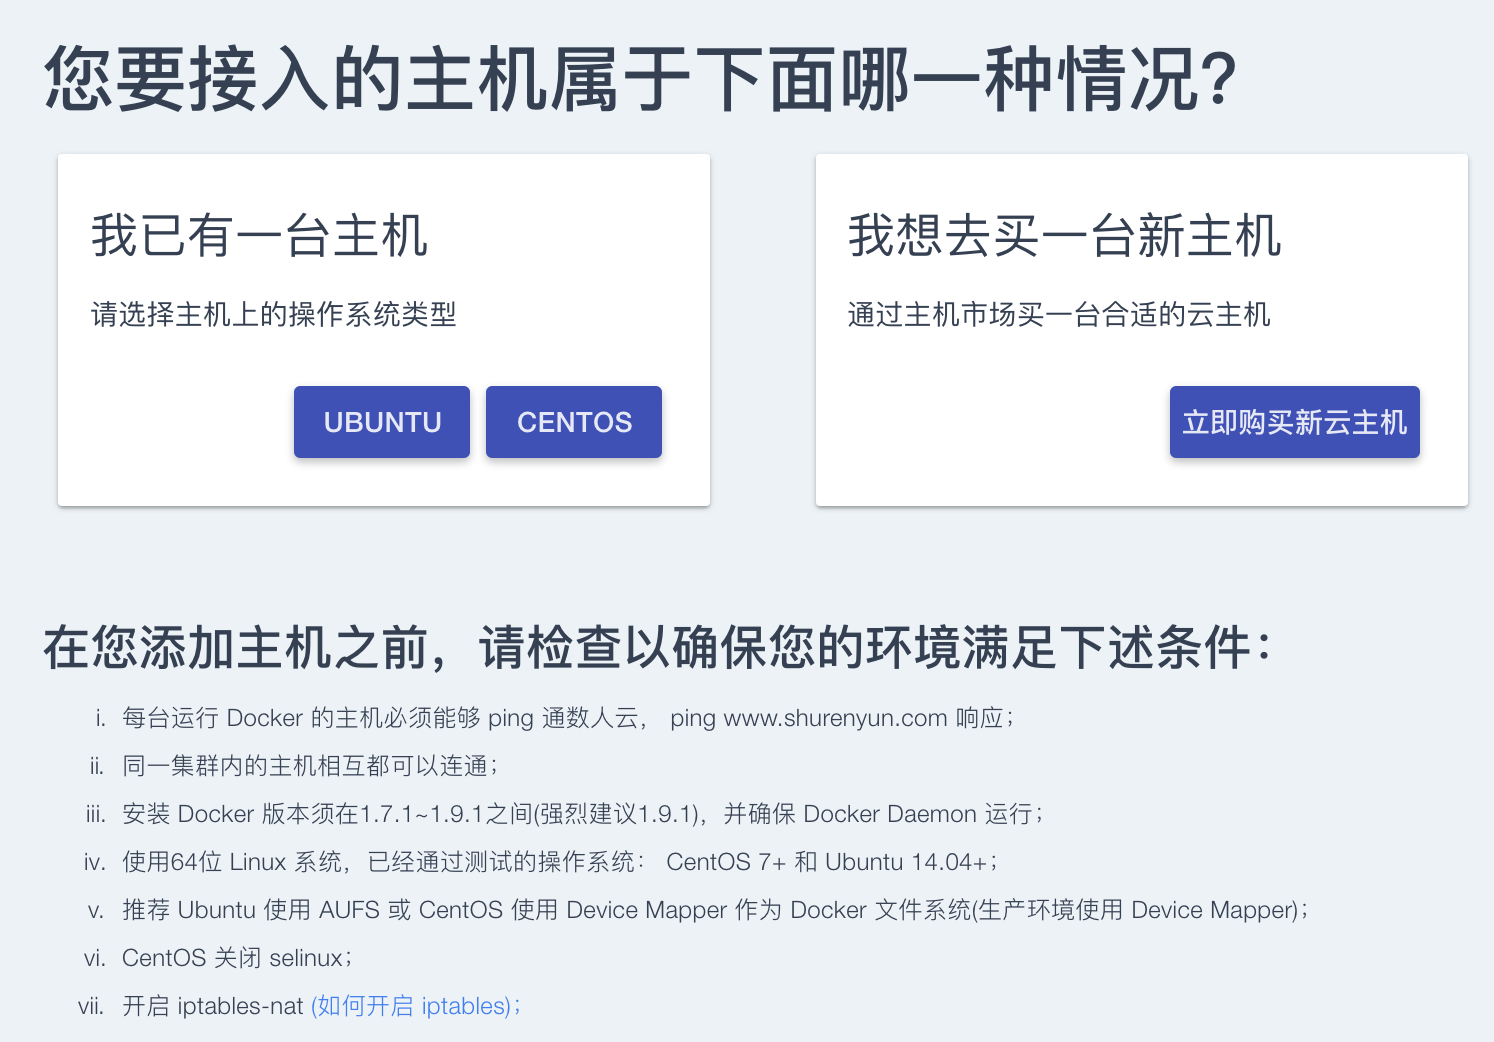 您要接入的主机属于下面哪一种情况?
我已有一台主机
请选择主机上的操作系统类型
UBUNTU CENTOS
我想去买一台新主机
通过主机市场买一台合适的云主机
立即购买新云主机
在您添加主机之前，请检查以确保您的环境满足下述条件：
i. 每台运行 Docker 的主机必须能够 ping 通数人云， ping www.shurenyun.com 响应；
ii. 同一集群内的主机相互都可以连通；
iii. 安装 Docker 版本须在1.7.1~1.9.1之间(强烈建议1.9.1)，并确保 Docker Daemon 运行；
iv. 使用64位 Linux 系统，已经通过测试的操作系统： CentOS 7+ 和 Ubuntu 14.04+；
v. 推荐 Ubuntu 使用 AUFS 或 CentOS 使用 Device Mapper 作为 Docker 文件系统(生产环境使用 Device Mapper)；
vi. CentOS 关闭 selinux；
vii. 开启 iptables-nat (如何开启 iptables)；